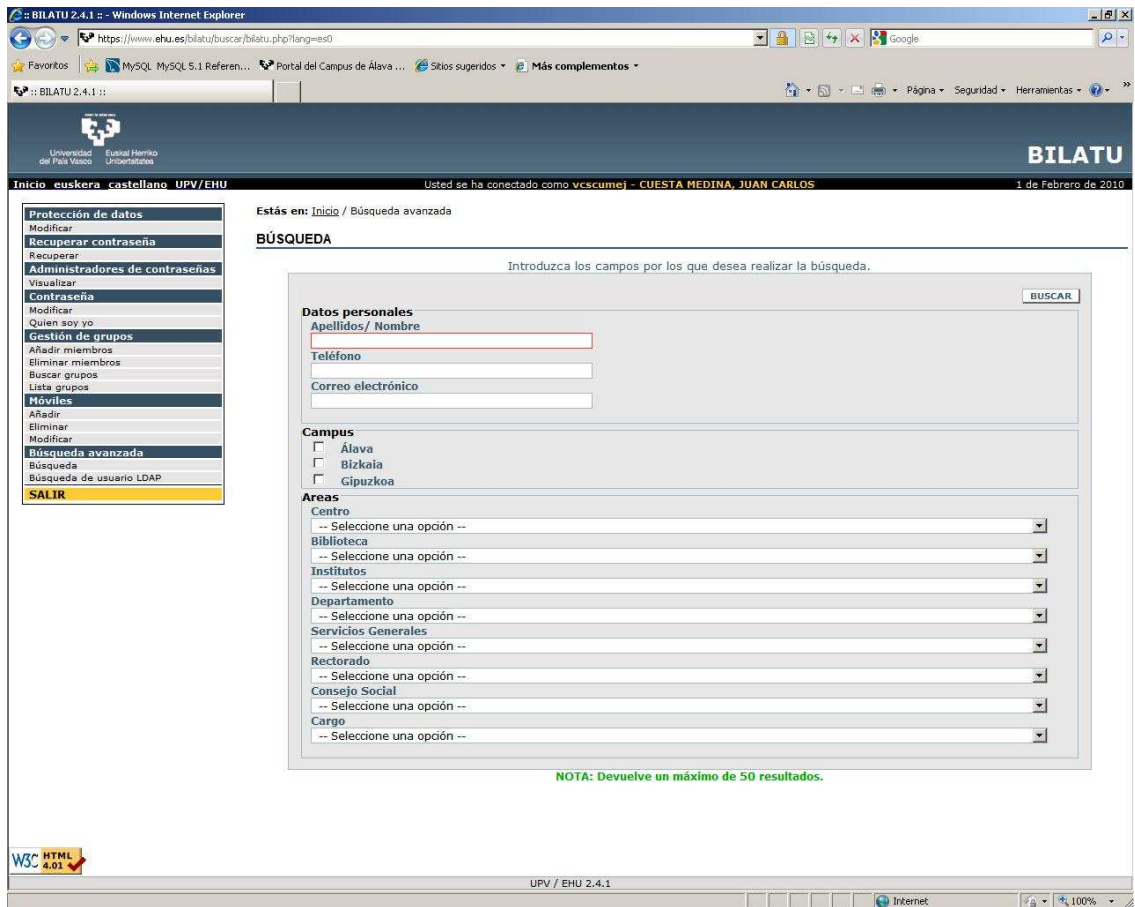 :: BILATU 2.4.1 :: - Windows Internet Explorer
https://www.ehu.es/bilatu/buscar/bilatu.php?lang=es0
Google
Favoritos MySQL MySQL 5.1 Referen... Portal del Campus de Álava ... Sitios sugeridos Más complementos
:: BILATU 2.4.1 ::
Página Seguridad Herramientas
Universidad del País Vasco
Euskal Herriko Unibertsitatea
BILATU
Inicio euskera castellano UPV/EHU
Usted se ha conectado como vcscumej - CUESTA MEDINA, JUAN CARLOS
1 de Febrero de 2010
Protección de datos
Modificar
Recuperar contraseña
Recuperar
Administradores de contraseñas
Visualizar
Contraseña
Modificar
Quien soy yo
Gestión de grupos
Añadir miembros
Eliminar miembros
Buscar grupos
Lista grupos
Móviles
Añadir
Eliminar
Modificar
Búsqueda avanzada
Búsqueda
Búsqueda de usuario LDAP
SALIR
Estás en: Inicio / Búsqueda avanzada
BÚSQUEDA
Introduzca los campos por los que desea realizar la búsqueda.
BUSCAR
Datos personales
Apellidos/ Nombre
Teléfono
Correo electrónico
Campus
Álava
Bizkaia
Gipuzkoa
Areas
Centro
-- Seleccione una opción --
Biblioteca
-- Seleccione una opción --
Institutos
-- Seleccione una opción --
Departamento
-- Seleccione una opción --
Servicios Generales
-- Seleccione una opción --
Rectorado
-- Seleccione una opción --
Consejo Social
-- Seleccione una opción --
Cargo
-- Seleccione una opción --
NOTA: Devuelve un máximo de 50 resultados.
W3C HTML 4.01
UPV / EHU 2.4.1
Internet
100%